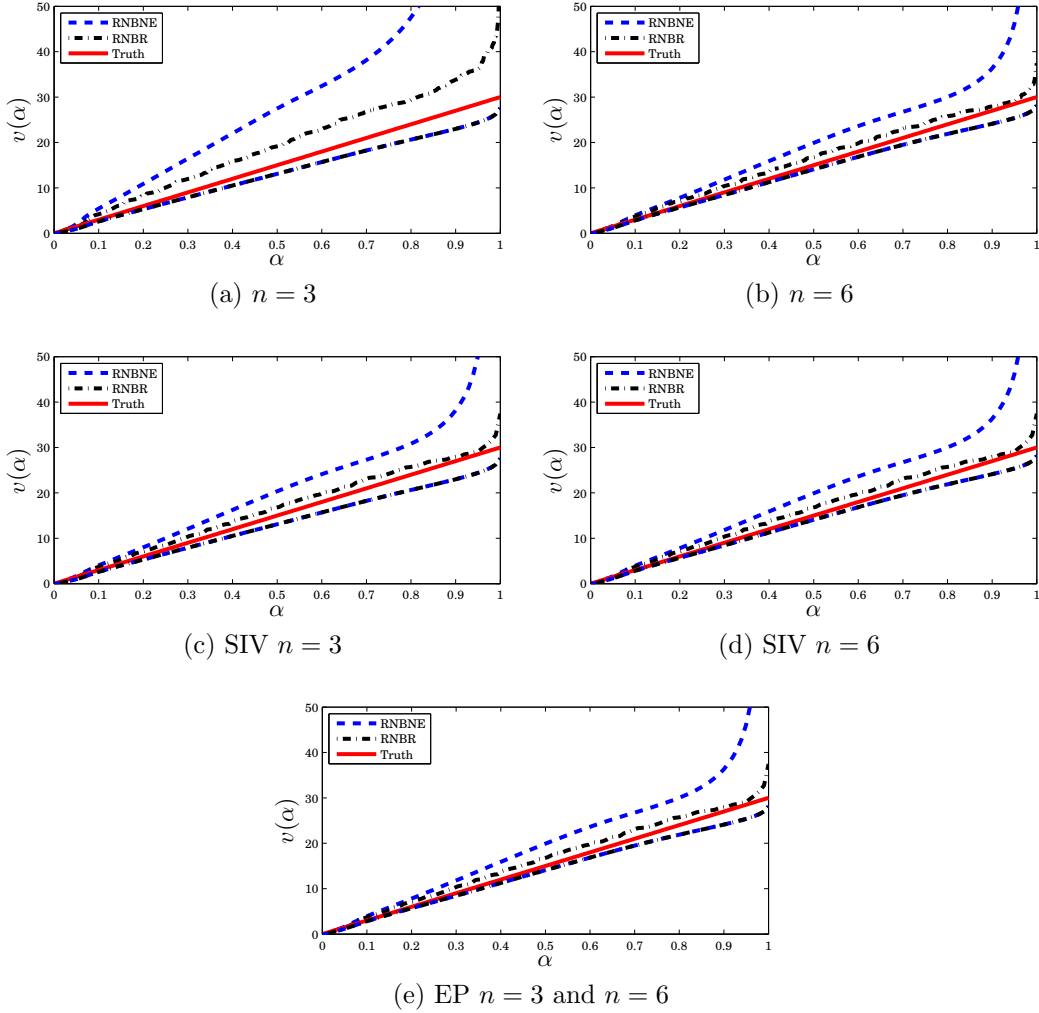 50
40
30
20
10
0
v(α)
RNBNE
RNBR
Truth
0 0.1 0.2 0.3 0.4 0.5 0.6 0.7 0.8 0.9 1
α
(a) n = 3
50
40
30
20
10
0
v(α)
RNBNE
RNBR
Truth
0 0.1 0.2 0.3 0.4 0.5 0.6 0.7 0.8 0.9 1
α
(b) n = 6
50
40
30
20
10
0
v(α)
RNBNE
RNBR
Truth
0 0.1 0.2 0.3 0.4 0.5 0.6 0.7 0.8 0.9 1
α
(c) SIV n = 3
50
40
30
20
10
0
v(α)
RNBNE
RNBR
Truth
0 0.1 0.2 0.3 0.4 0.5 0.6 0.7 0.8 0.9 1
α
(d) SIV n = 6
50
40
30
20
10
0
v(α)
RNBNE
RNBR
Truth
0 0.1 0.2 0.3 0.4 0.5 0.6 0.7 0.8 0.9 1
α
(e) EP n = 3 and n = 6